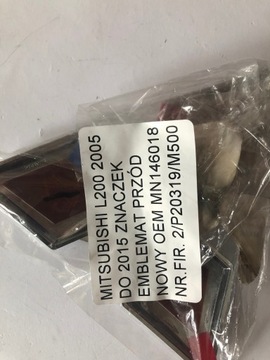 MITSUBISHI L200 2005
DO 2015 ZNACZEK
EMBLEMAT PRZÓD
NOWY OEM MN146018
NR.FIR. 2/P20319/M500